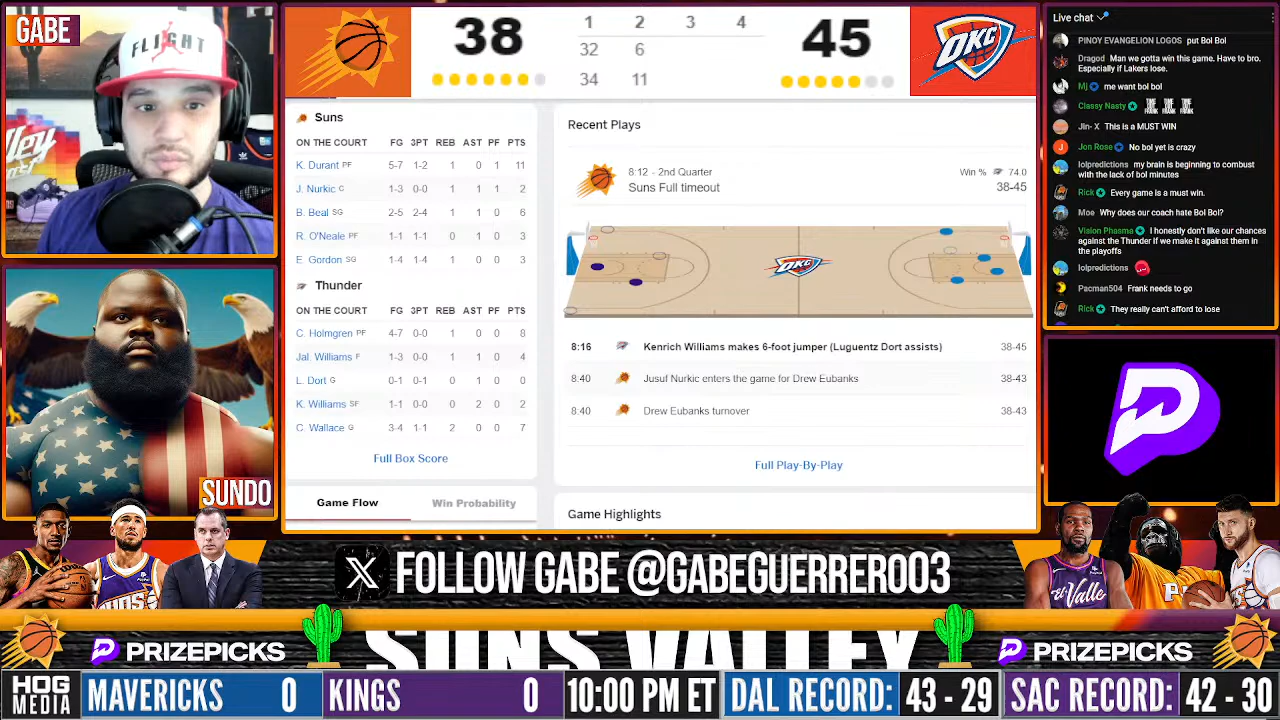 GABE
FLIGHT
SUNDO
38
1 2 3 4
32 6
34 11
45
OKC
Suns
ON THE COURT FG 3PT REB AST PF PTS
K. Durant PF 5-7 1-2 1 0 1 11
J. Nurkic C 1-3 0-0 1 1 1 2
B. Beal SG 2-5 2-4 1 1 0 6
R. O'Neale PF 1-1 1-1 0 1 0 3
E. Gordon SG 1-4 1-4 1 0 0 3
Thunder
ON THE COURT FG 3PT REB AST PF PTS
C. Holmgren PF 4-7 0-0 1 0 0 8
Jal. Williams F 1-3 0-0 1 1 0 4
L. Dort G 0-1 0-1 0 1 0 0
K. Williams SF 1-1 0-0 0 2 0 2
C. Wallace G 3-4 1-1 2 0 0 7
Full Box Score
Game Flow Win Probability
Recent Plays
8:12 - 2nd Quarter
Suns Full timeout
Win % 74.0
38-45
OKC
8:16 Kenrich Williams makes 6-foot jumper (Luguentz Dort assists) 38-45
8:40 Jusuf Nurkic enters the game for Drew Eubanks 38-43
8:40 Drew Eubanks turnover 38-43
Full Play-By-Play
Game Highlights
Live chat
PINOY EVANGELION LOGOS put Bol Bol
Dragod Man we gotta win this game. Have to bro.
Especially if Lakers lose.
Mj me want bol bol
Classy Nasty
Jin- X This is a MUST WIN
Jon Rose No bol yet is crazy
lolpredictions my brain is beginning to combust
with the lack of bol minutes
Rick Every game is a must win.
Moe Why does our coach hate Bol Bol?
Vialon Phasma I honestly don't like our chances
against the Thunder if we make it against them in
the playoffs
lolpredictions
Pacman504 Frank needs to go
Rick They really can't afford to lose
X FOLLOW GABE @GABEGUERRERO03
PRIZEPICKS
SUNS VALLEY
PRIZEPICKS
HOG
MEDIA
MAVERICKS 0 KINGS 0 10:00 PM ET DAL RECORD: 43 - 29 SAC RECORD: 42 - 30